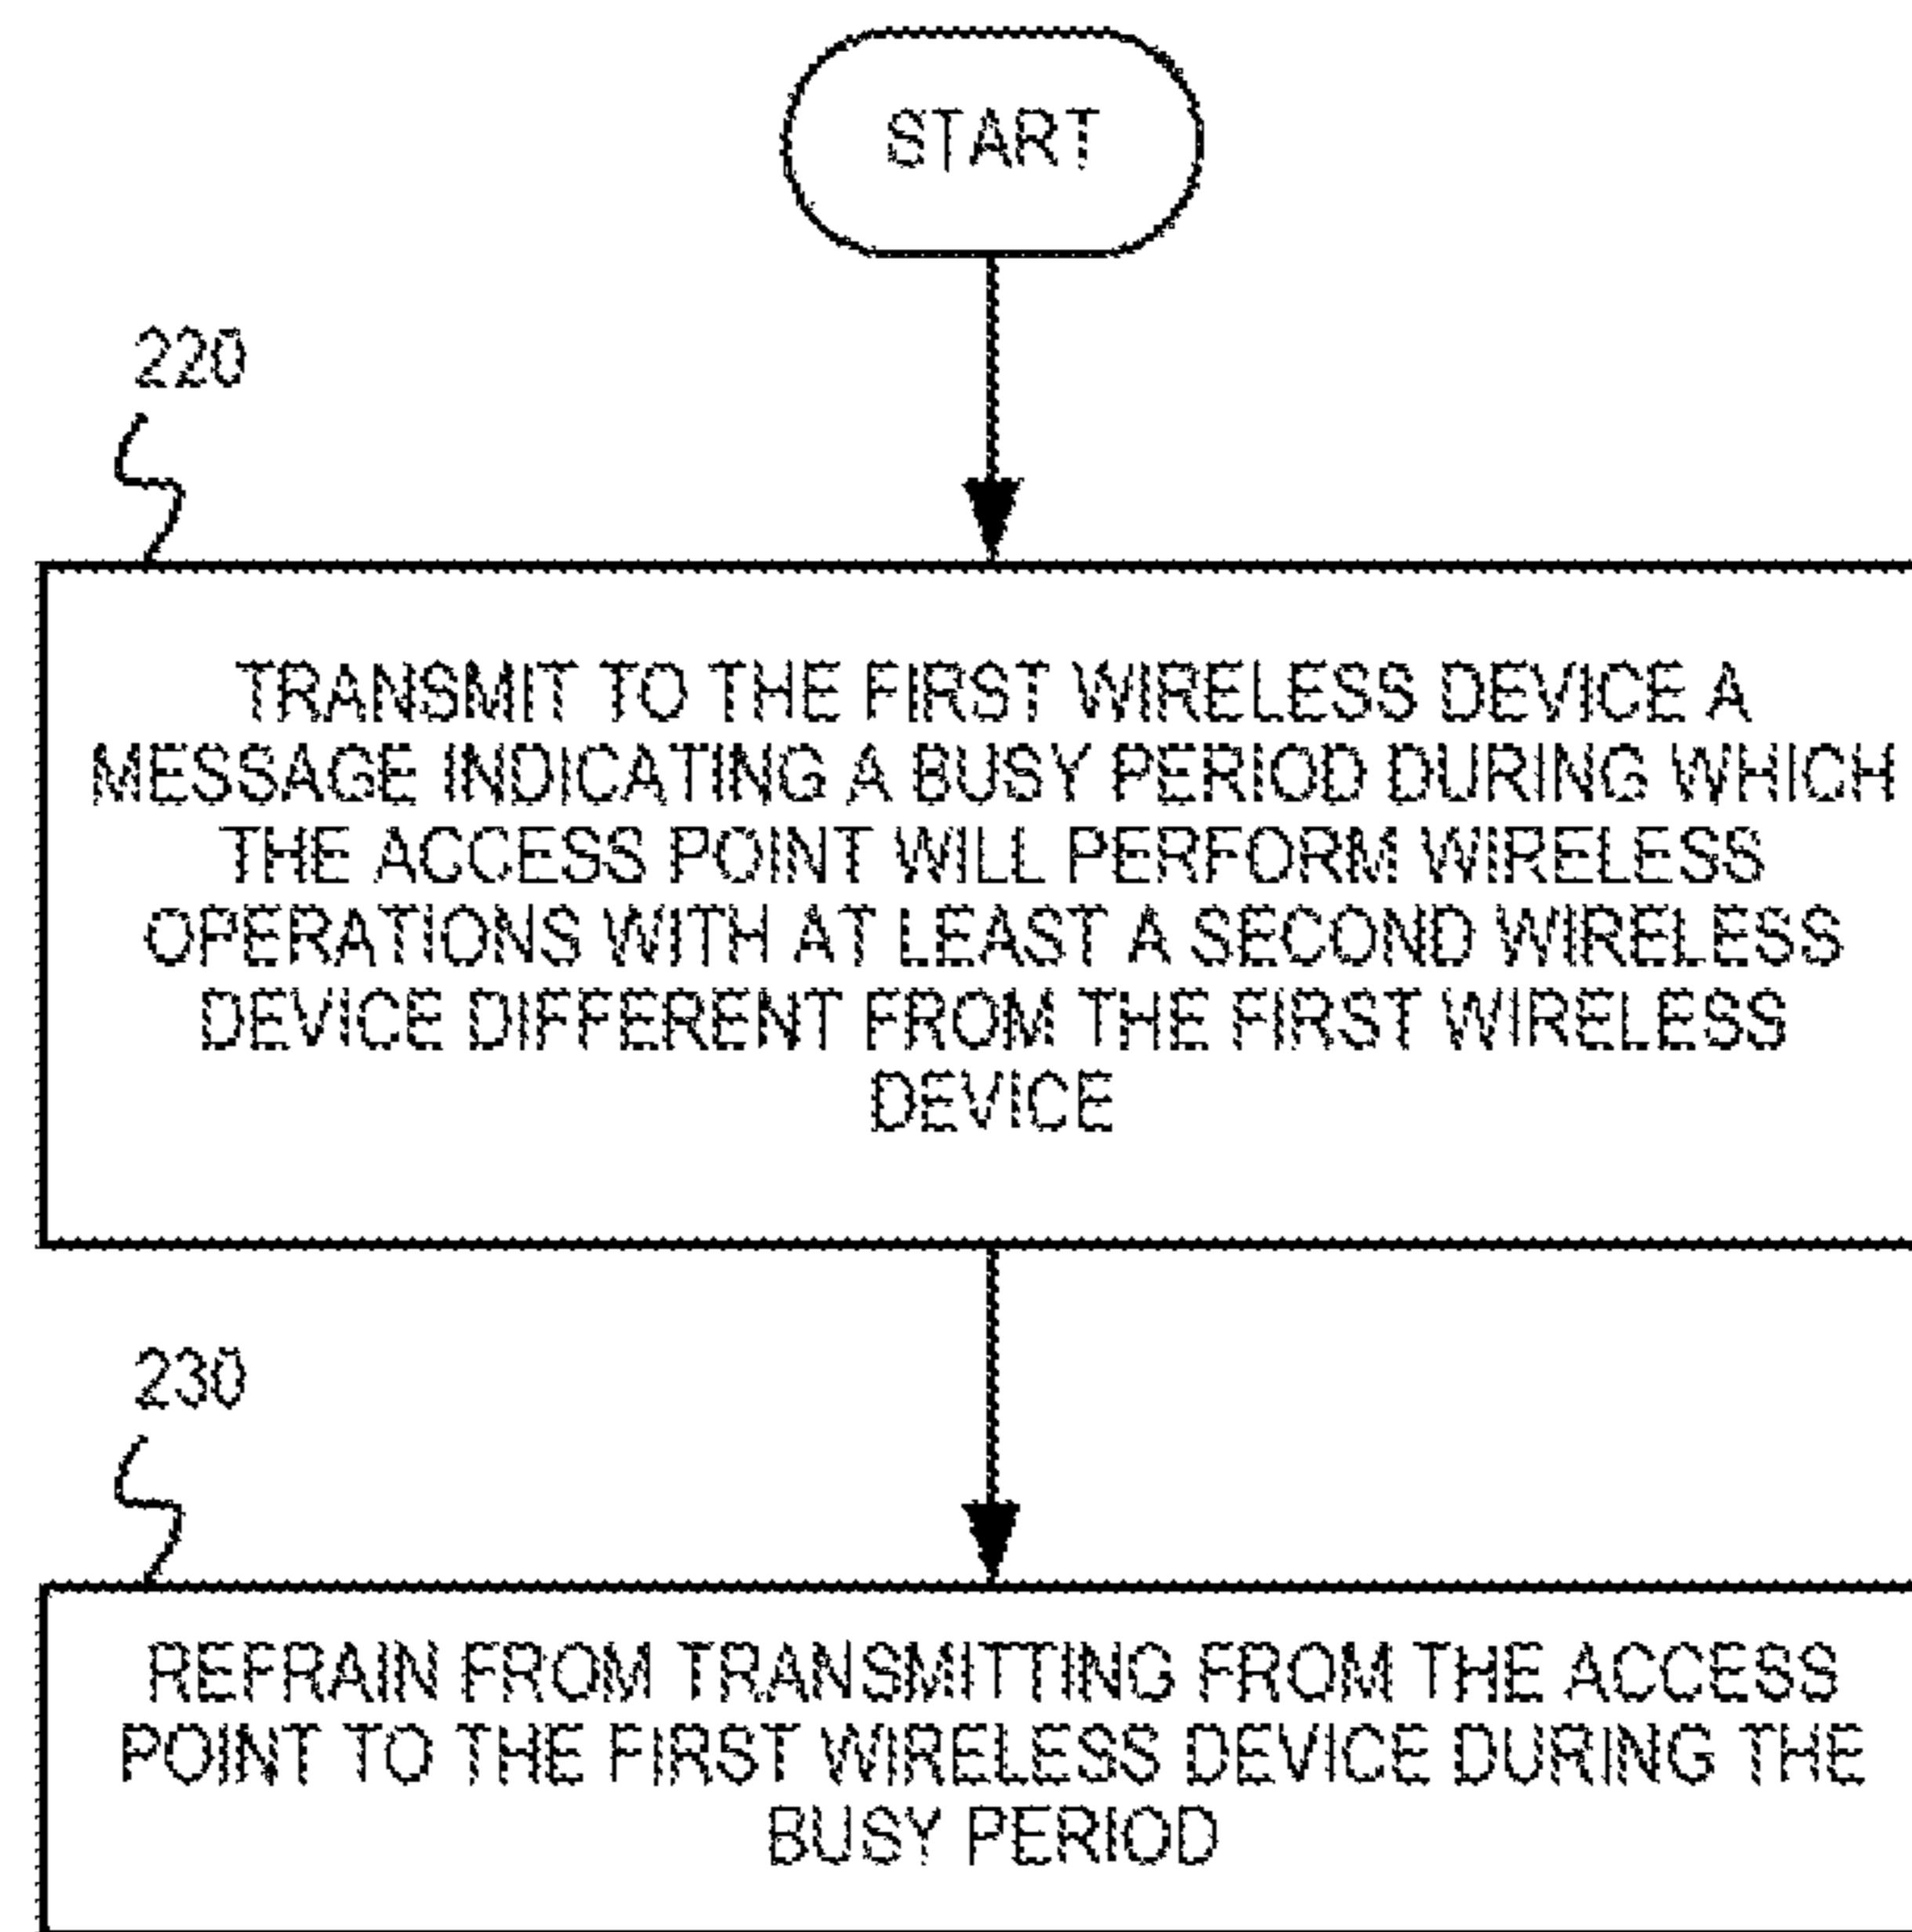 START
220
TRANSMIT TO THE FIRST WIRELESS DEVICE A
MESSAGE INDICATING A BUSY PERIOD DURING WHICH
THE ACCESS POINT WILL PERFORM WIRELESS
OPERATIONS WITH AT LEAST A SECOND WIRELESS
DEVICE DIFFERENT FROM THE FIRST WIRELESS
DEVICE
230
REFRAIN FROM TRANSMITTING FROM THE ACCESS
POINT TO THE FIRST WIRELESS DEVICE DURING THE
BUSY PERIOD